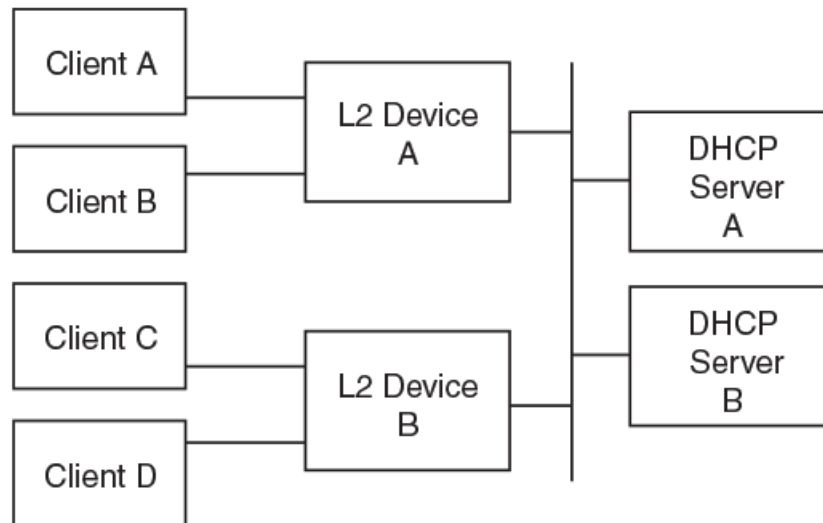 Client A
Client B
Client C
Client D
L2 Device
A
L2 Device
B
DHCP
Server
A
DHCP
Server
B